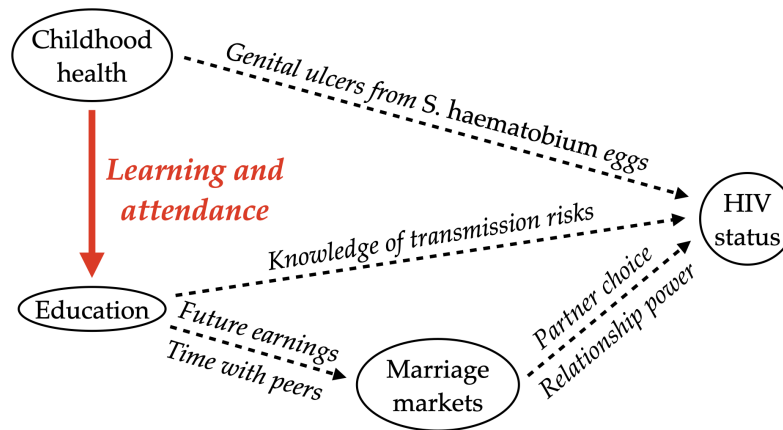 Childhood
health
Genital ulcers from S. haematobium eggs
Learning and
attendance
HIV
status
Knowledge of transmission risks
Education
Future earnings
Time with peers
Partner choice
Relationship power
Marriage
markets